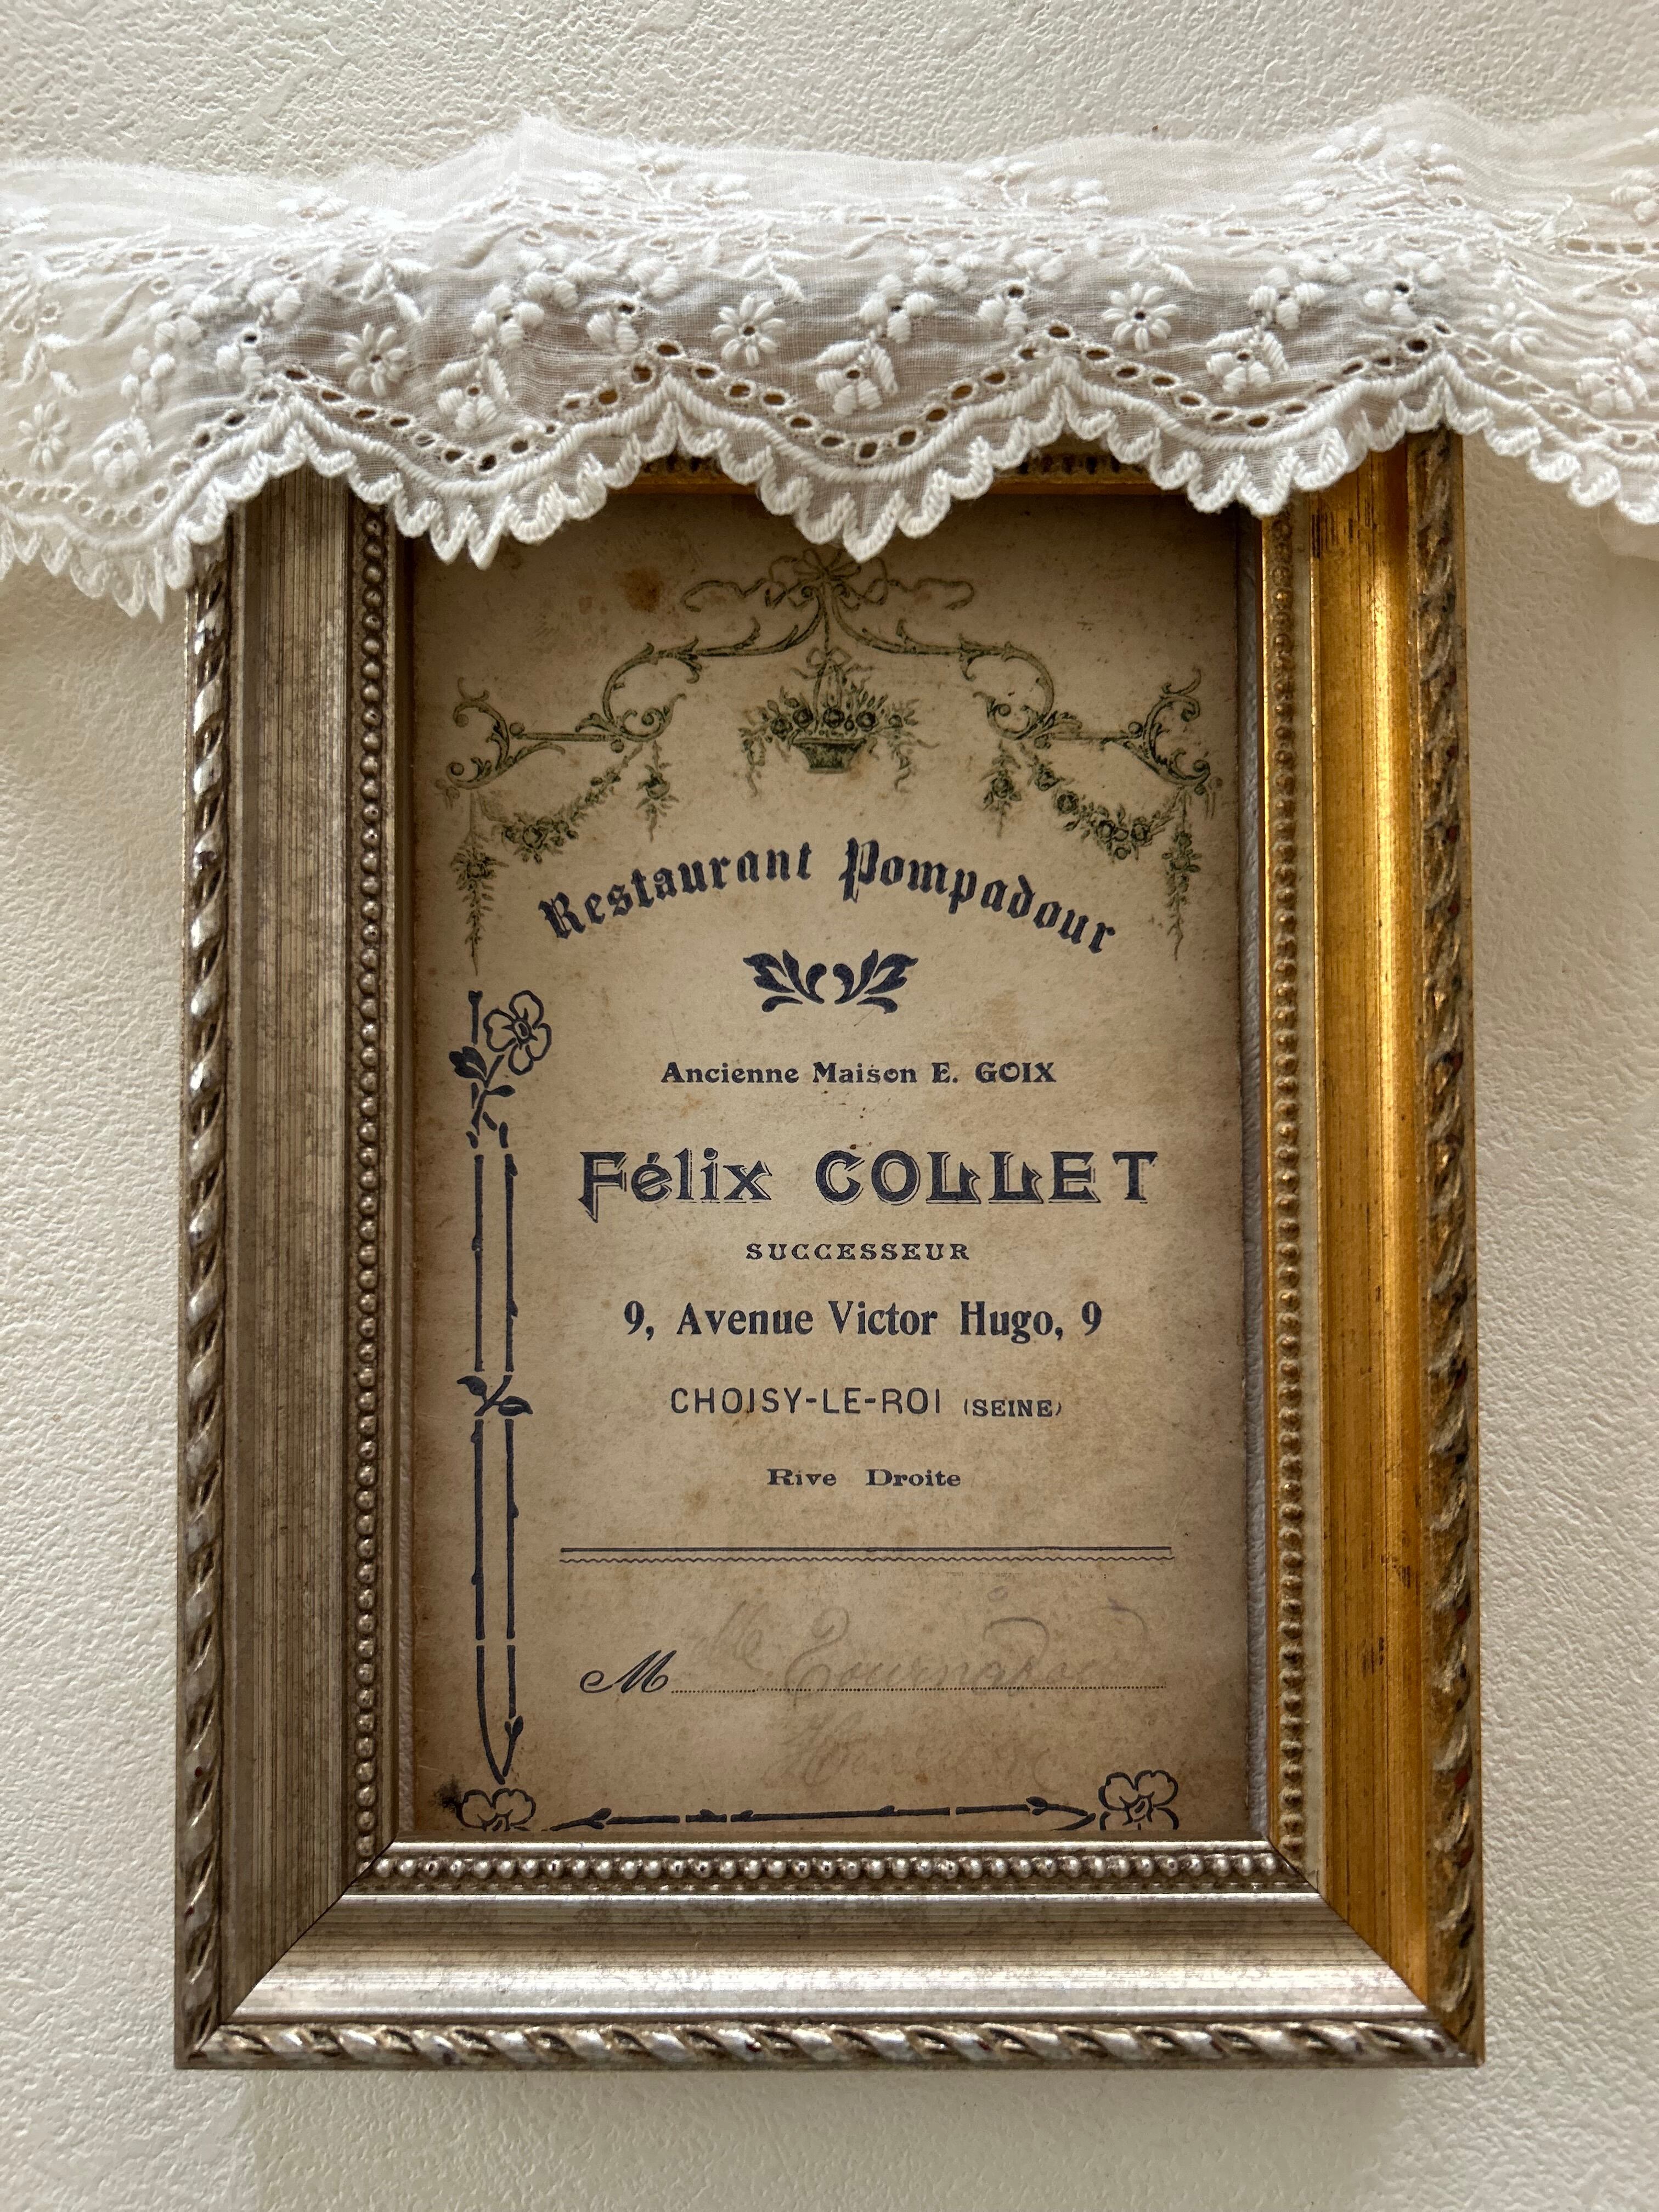 Restaurant Pompadour
Ancienne Maison E. GOIX
Félix COLLET
SUCCESSEUR
9, Avenue Victor Hugo, 9
CHOISY-LE-ROI (SEINE)
Rive Droite
M